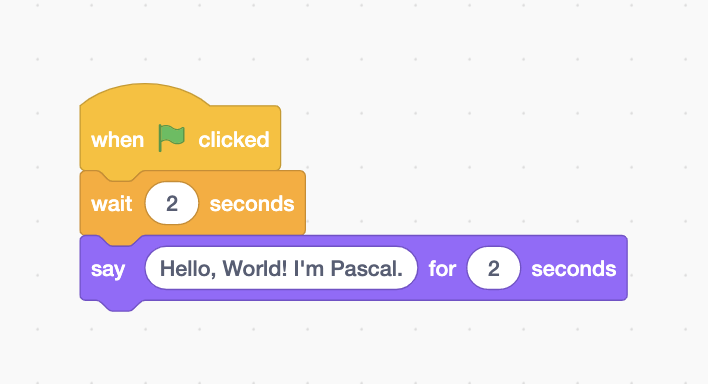 when clicked
wait 2 seconds
say Hello, World! I'm Pascal. for 2 seconds